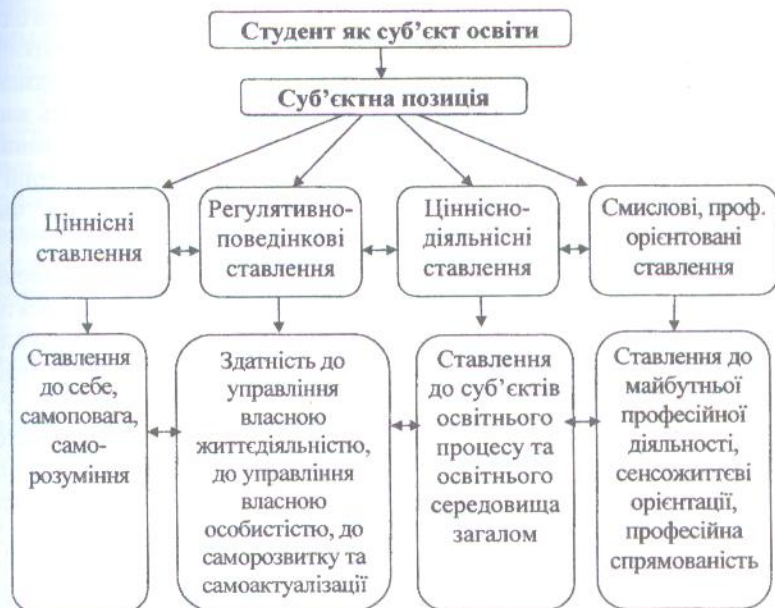 Студент як суб’єкт освіти
Суб’єктна позиція
Ціннісні
ставлення
Регулятивно-
поведінкові
ставлення
Ціннісно-
діяльнісні
ставлення
Смислові, проф.
орієнтовані
ставлення
Ставлення
до себе,
самоповага,
само-
розуміння
Здатність до
управління
власною
життєдіяльністю,
до управління
власною
особистістю, до
саморозвитку та
самоактуалізації
Ставлення
до суб’єктів
освітнього
процесу та
освітнього
середовища
загалом
Ставлення до
майбутньої
професійної
діяльності,
сенсожиттєві
орієнтації,
професійна
спрямованість